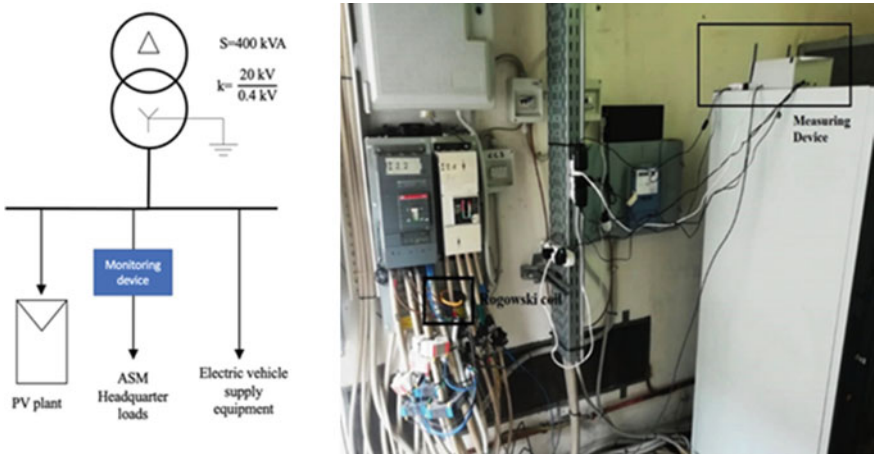 S=400 kVA
k= 20 kV
0.4 kV
Monitoring
device
PV plant
ASM
Headquarter
loads
Electric vehicle
supply
equipment
Measuring
Device
Rogowski coil